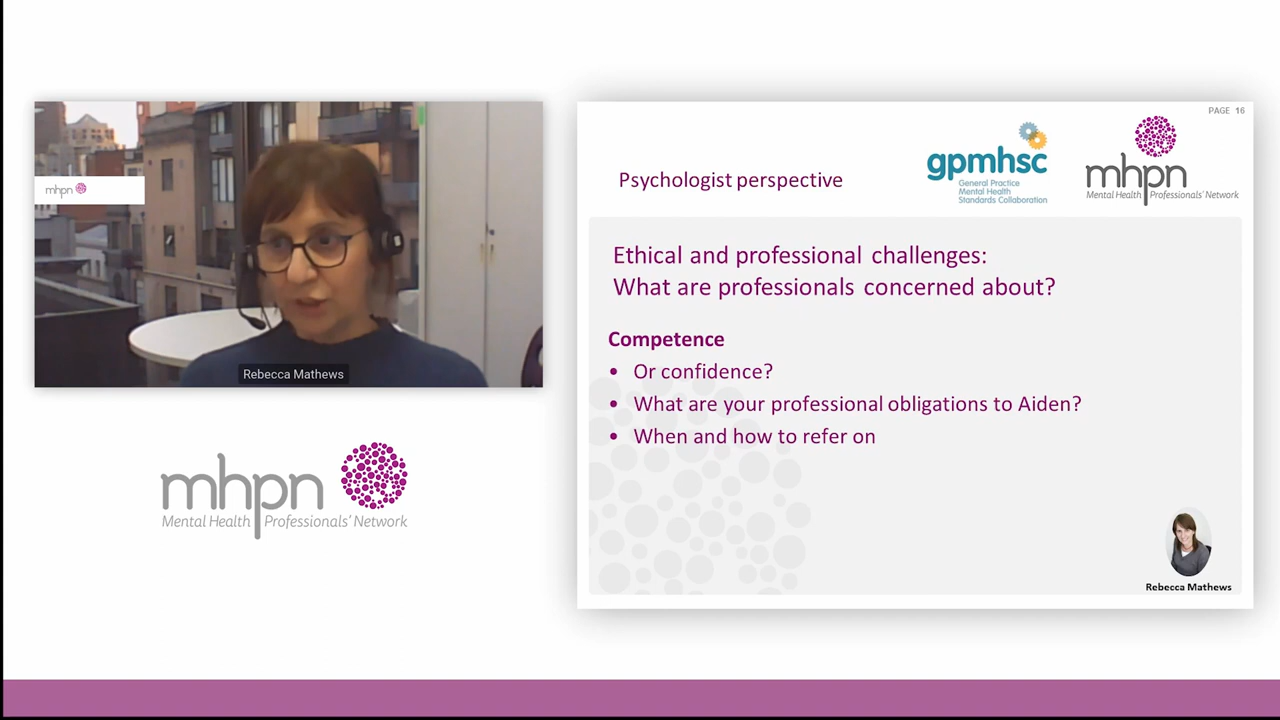 mhpn
Rebecca Mathews
mhpn
Mental Health Professionals' Network
PAGE 16
Psychologist perspective
gpmhsc
General Practice
Mental Health
Standards Collaboration
mhpn
Mental Health Professionals' Network
Ethical and professional challenges:
What are professionals concerned about?
Competence
• Or confidence?
• What are your professional obligations to Aiden?
• When and how to refer on
Rebecca Mathews